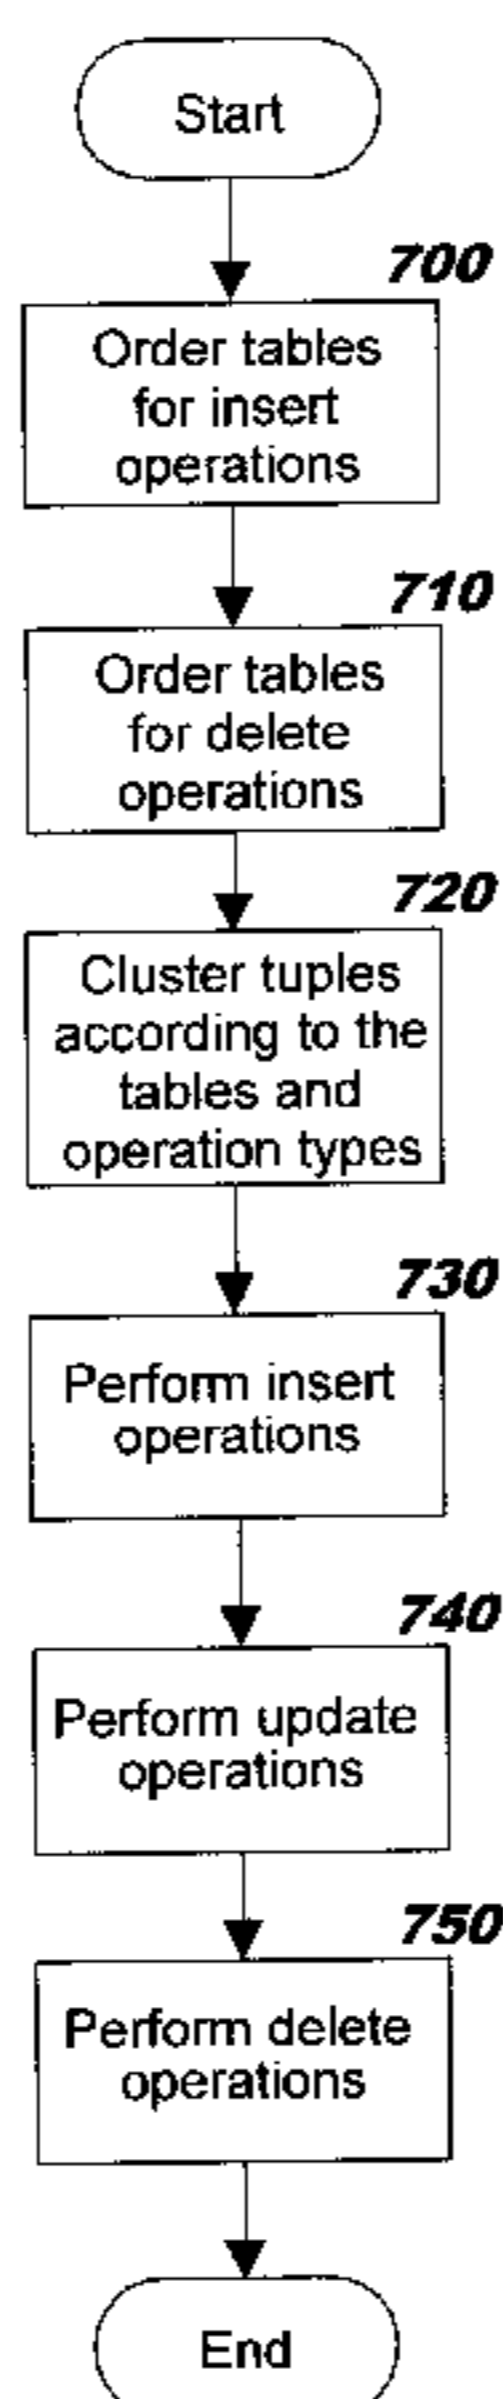 Start
700
Order tables
for insert
operations
710
Order tables
for delete
operations
720
Cluster tuples
according to the
tables and
operation types
730
Perform insert
operations
740
Perform update
operations
750
Perform delete
operations
End